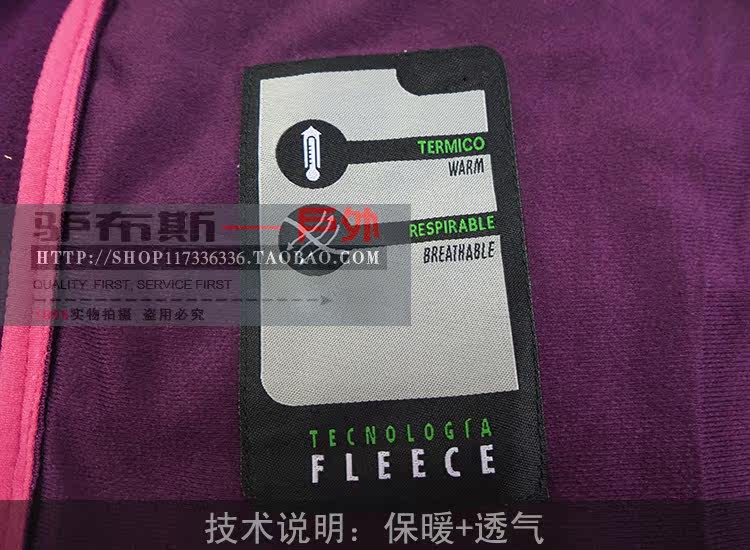 TERMICO
WARM
驴布斯—户外
RESPIRABLE
BREATHABLE
HTTP://SHOP117336336.TAOBAO.COM
QUALITY FIRST, SERVICE FIRST
100%实物拍摄 盗用必究
TECNOLOGÍA
FLEECE
技术说明：保暖+透气